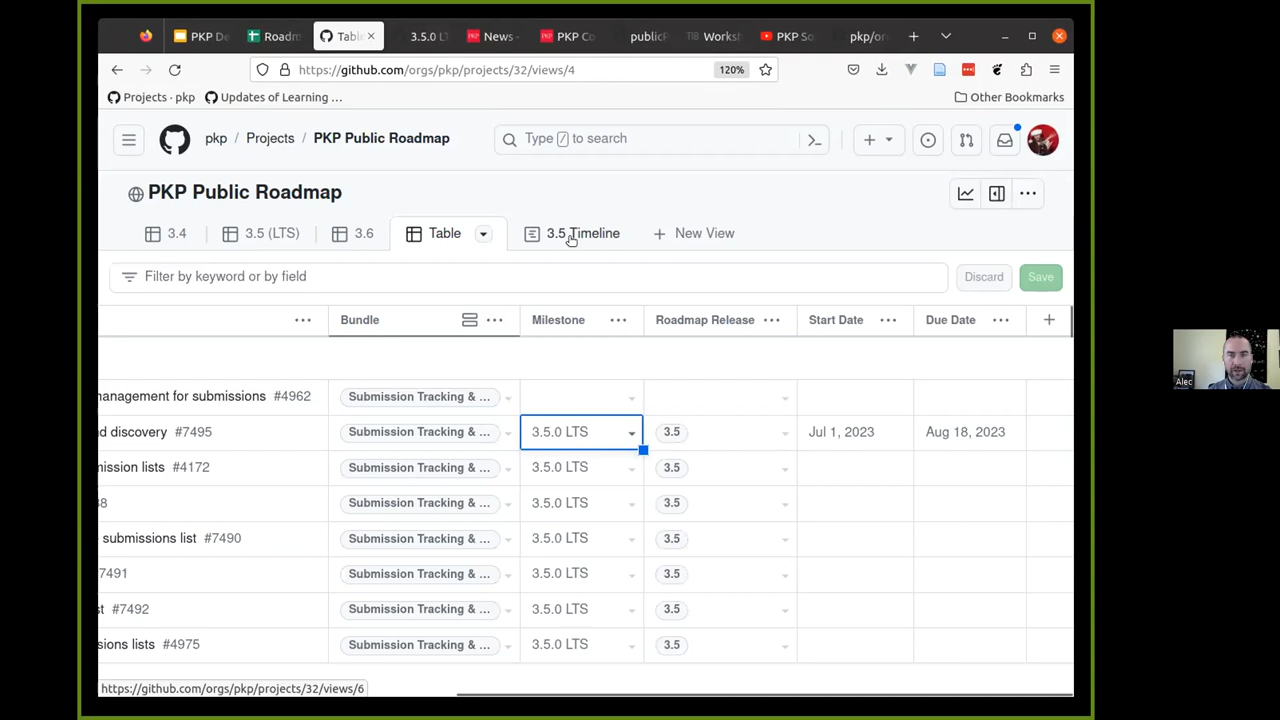 PKP De
Roadm
Table
3.5.0 L
News -
PKP Co
publicP
TIB Worksh
PKP So
pkp/or
https://github.com/orgs/pkp/projects/32/views/4
120%
Projects · pkp
Updates of Learning ...
Other Bookmarks
pkp / Projects / PKP Public Roadmap
Type / to search
PKP Public Roadmap
3.4
3.5 (LTS)
3.6
Table
3.5 Timeline
New View
Filter by keyword or by field
Discard
Save
Bundle
Milestone
Roadmap Release
Start Date
Due Date
anagement for submissions #4962
Submission Tracking & ...
d discovery #7495
Submission Tracking & ...
3.5.0 LTS
3.5
Jul 1, 2023
Aug 18, 2023
mission lists #4172
Submission Tracking & ...
3.5.0 LTS
3.5
Submission Tracking & ...
3.5.0 LTS
3.5
submissions list #7490
Submission Tracking & ...
3.5.0 LTS
3.5
7491
Submission Tracking & ...
3.5.0 LTS
3.5
st #7492
Submission Tracking & ...
3.5.0 LTS
3.5
sions lists #4975
Submission Tracking & ...
3.5.0 LTS
3.5
https://github.com/orgs/pkp/projects/32/views/6
Alec